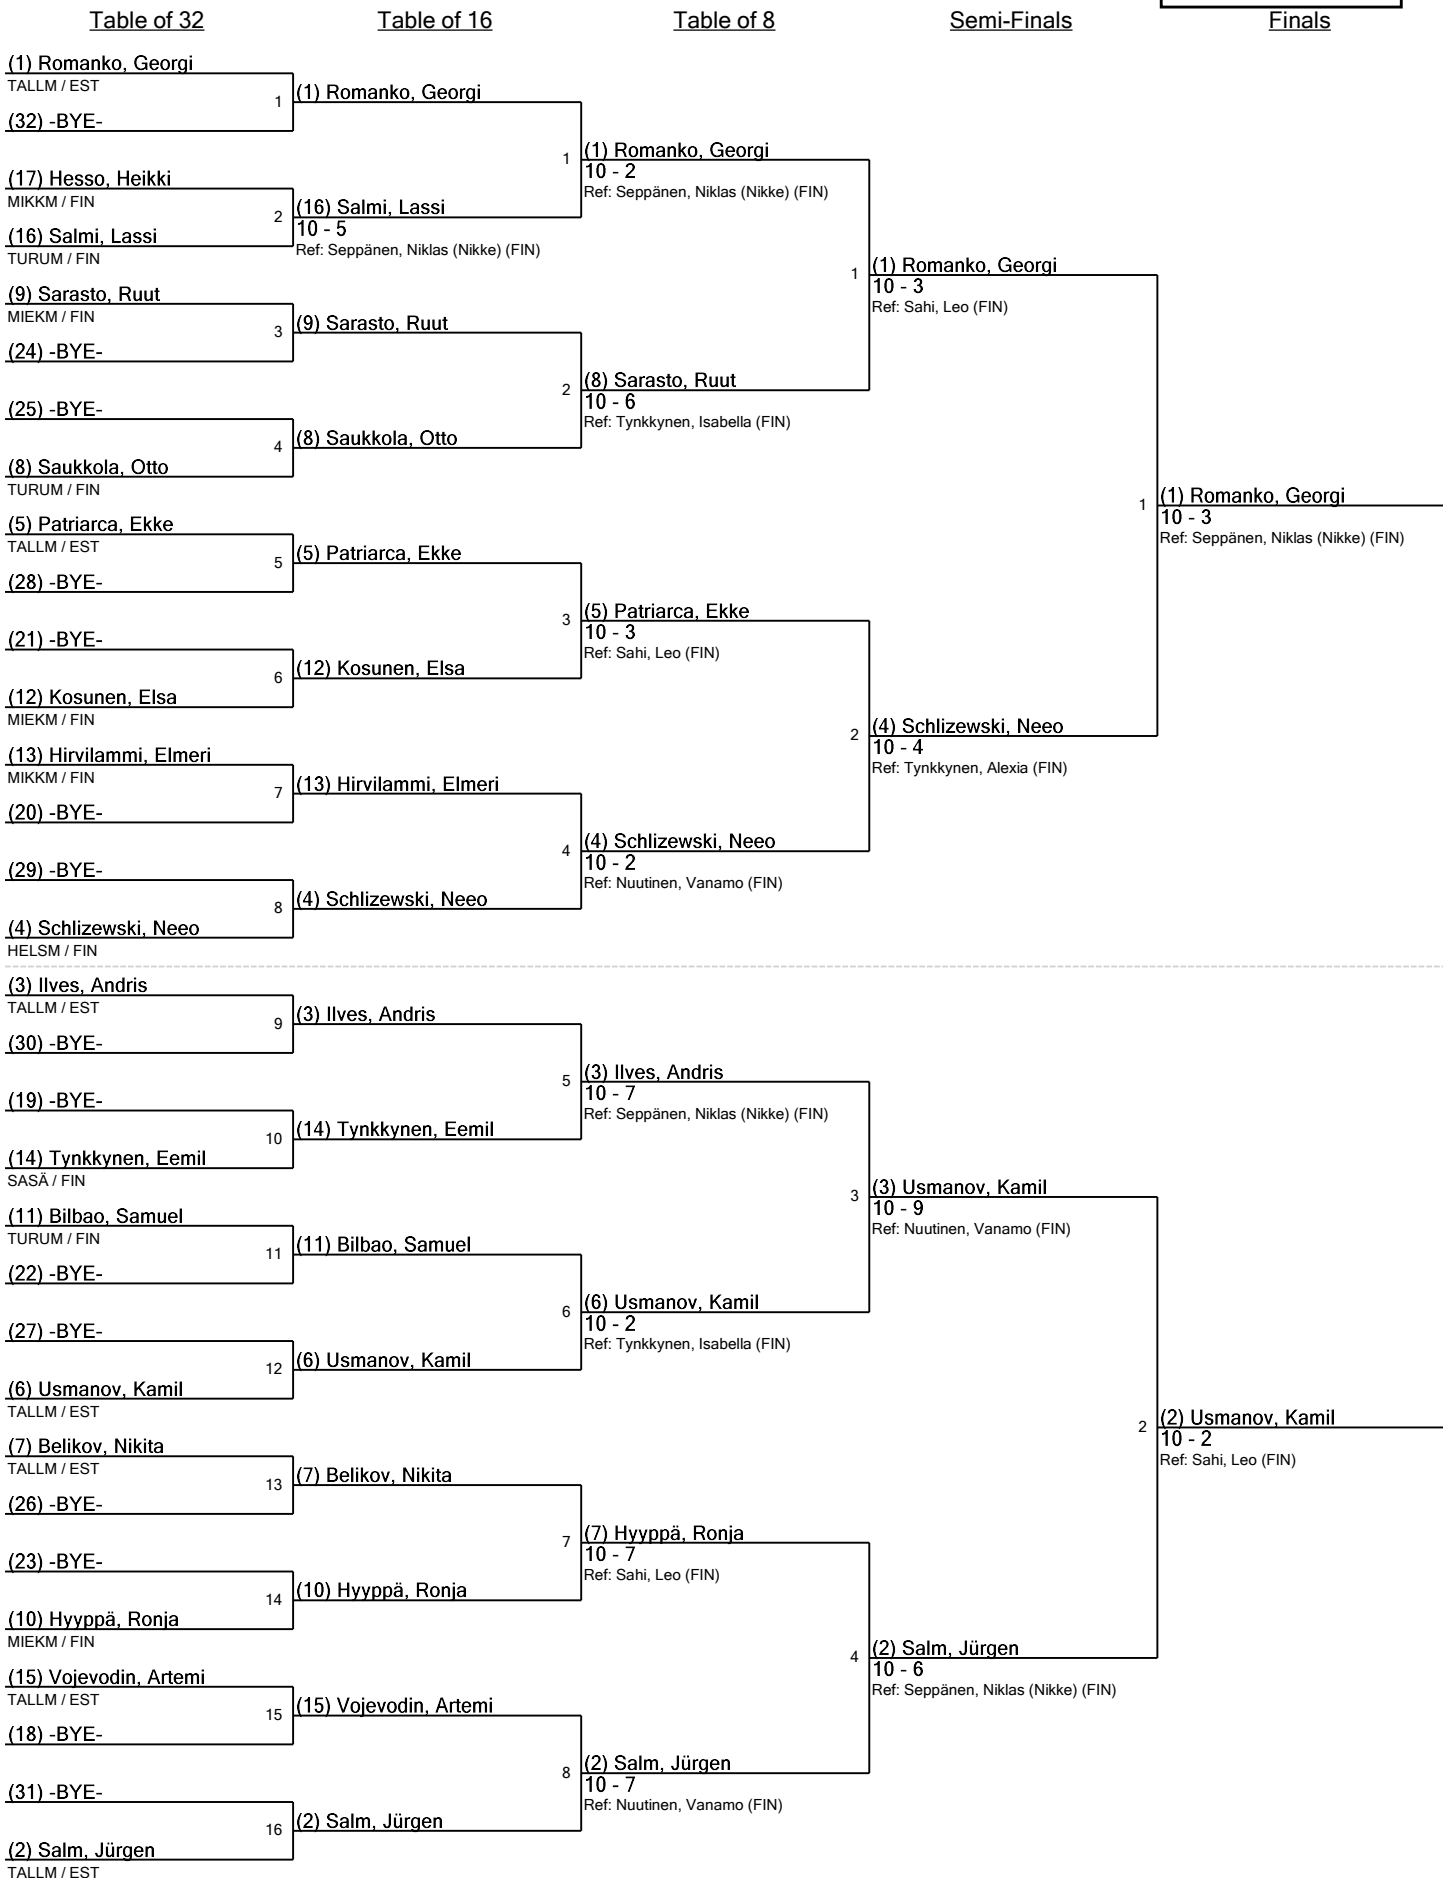 Table of 32
Table of 16
Table of 8
Semi-Finals
Finals
(1) Romanko, Georgi
TALLM / EST
(32) -BYE-
(17) Hesso, Heikki
MIKKM / FIN
(16) Salmi, Lassi
TURUM / FIN
(9) Sarasto, Ruut
MIEKM / FIN
(24) -BYE-
(25) -BYE-
(8) Saukkola, Otto
TURUM / FIN
(5) Patriarca, Ekke
TALLM / EST
(28) -BYE-
(21) -BYE-
(12) Kosunen, Elsa
MIEKM / FIN
(13) Hirvilammi, Elmeri
MIKKM / FIN
(20) -BYE-
(29) -BYE-
(4) Schlizewski, Neeo
HELSM / FIN
(3) Ilves, Andris
TALLM / EST
(30) -BYE-
(19) -BYE-
(14) Tynkkynen, Eemil
SASÄ / FIN
(11) Bilbao, Samuel
TURUM / FIN
(22) -BYE-
(27) -BYE-
(6) Usmanov, Kamil
TALLM / EST
(7) Belikov, Nikita
TALLM / EST
(26) -BYE-
(23) -BYE-
(10) Hyyppä, Ronja
MIEKM / FIN
(15) Vojevodin, Artemi
TALLM / EST
(18) -BYE-
(31) -BYE-
(2) Salm, Jürgen
TALLM / EST
1 (1) Romanko, Georgi
2 (16) Salmi, Lassi
10 - 5
Ref: Seppänen, Niklas (Nikke) (FIN)
3 (9) Sarasto, Ruut
4 (8) Saukkola, Otto
5 (5) Patriarca, Ekke
6 (12) Kosunen, Elsa
7 (13) Hirvilammi, Elmeri
8 (4) Schlizewski, Neeo
9 (3) Ilves, Andris
10 (14) Tynkkynen, Eemil
11 (11) Bilbao, Samuel
12 (6) Usmanov, Kamil
13 (7) Belikov, Nikita
14 (10) Hyyppä, Ronja
15 (15) Vojevodin, Artemi
16 (2) Salm, Jürgen
1 (1) Romanko, Georgi
10 - 2
Ref: Seppänen, Niklas (Nikke) (FIN)
2 (8) Sarasto, Ruut
10 - 6
Ref: Tynkkynen, Isabella (FIN)
3 (5) Patriarca, Ekke
10 - 3
Ref: Sahi, Leo (FIN)
4 (4) Schlizewski, Neeo
10 - 2
Ref: Nuutinen, Vanamo (FIN)
5 (3) Ilves, Andris
10 - 7
Ref: Seppänen, Niklas (Nikke) (FIN)
6 (6) Usmanov, Kamil
10 - 2
Ref: Tynkkynen, Isabella (FIN)
7 (7) Hyyppä, Ronja
10 - 7
Ref: Sahi, Leo (FIN)
8 (2) Salm, Jürgen
10 - 7
Ref: Nuutinen, Vanamo (FIN)
1 (1) Romanko, Georgi
10 - 3
Ref: Sahi, Leo (FIN)
2 (4) Schlizewski, Neeo
10 - 4
Ref: Tynkkynen, Alexia (FIN)
3 (3) Usmanov, Kamil
10 - 9
Ref: Nuutinen, Vanamo (FIN)
4 (2) Salm, Jürgen
10 - 6
Ref: Seppänen, Niklas (Nikke) (FIN)
1 (1) Romanko, Georgi
10 - 3
Ref: Seppänen, Niklas (Nikke) (FIN)
2 (2) Usmanov, Kamil
10 - 2
Ref: Sahi, Leo (FIN)